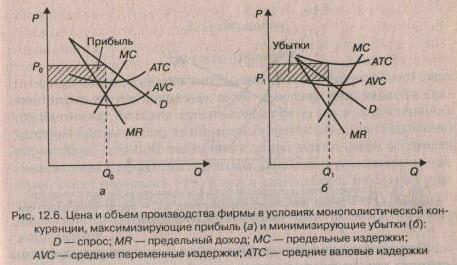 P
Прибыль
MC
P₀
ATC
AVC
D
MR
Q₀
Q
а
P
MC
Убытки
ATC
P₁
AVC
D
MR
Q₁
Q
б
Рис. 12.6. Цена и объем производства фирмы в условиях монополистической кон-
куренции, максимизирующие прибыль (а) и минимизирующие убытки (б):
D — спрос; MR — предельный доход; MC — предельные издержки;
AVC — средние переменные издержки; ATC — средние валовые издержки